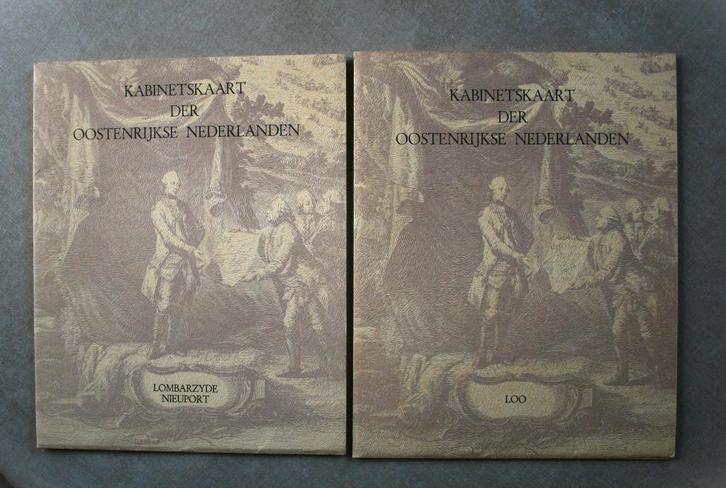 KABINETSKAART
DER
OOSTENRIJKSE NEDERLANDEN
LOMBARZYDE
NIEUPORT
KABINETSKAART
DER
OOSTENRIJKSE NEDERLANDEN
LOO